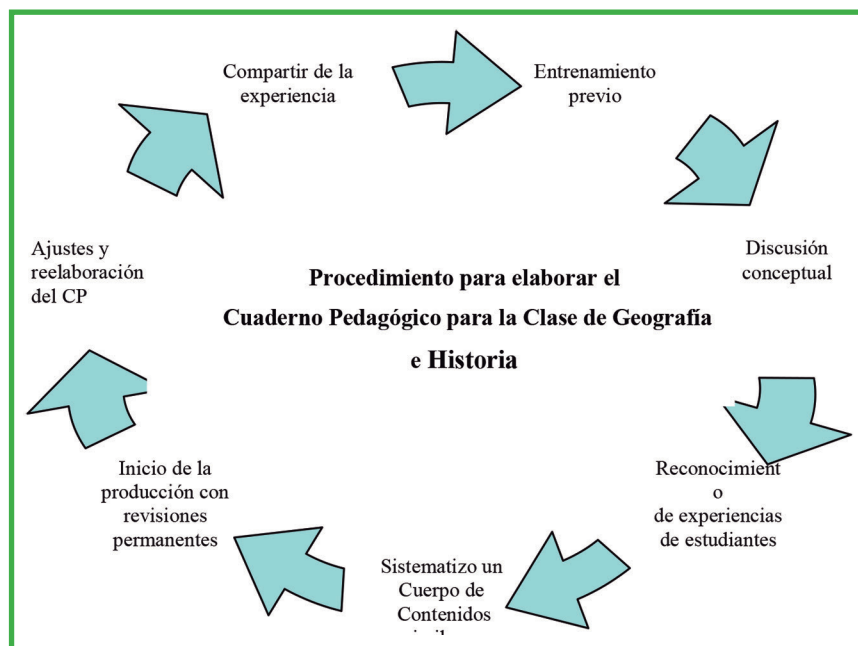 Compartir de la
experiencia
Entrenamiento
previo
Discusión
conceptual
Reconocimient
o
de experiencias
de estudiantes
Sistematizo un
Cuerpo de
Contenidos
Inicio de la
producción con
revisiones
permanentes
Ajustes y
reelaboración
del CP
Procedimiento para elaborar el
Cuaderno Pedagógico para la Clase de Geografía
e Historia